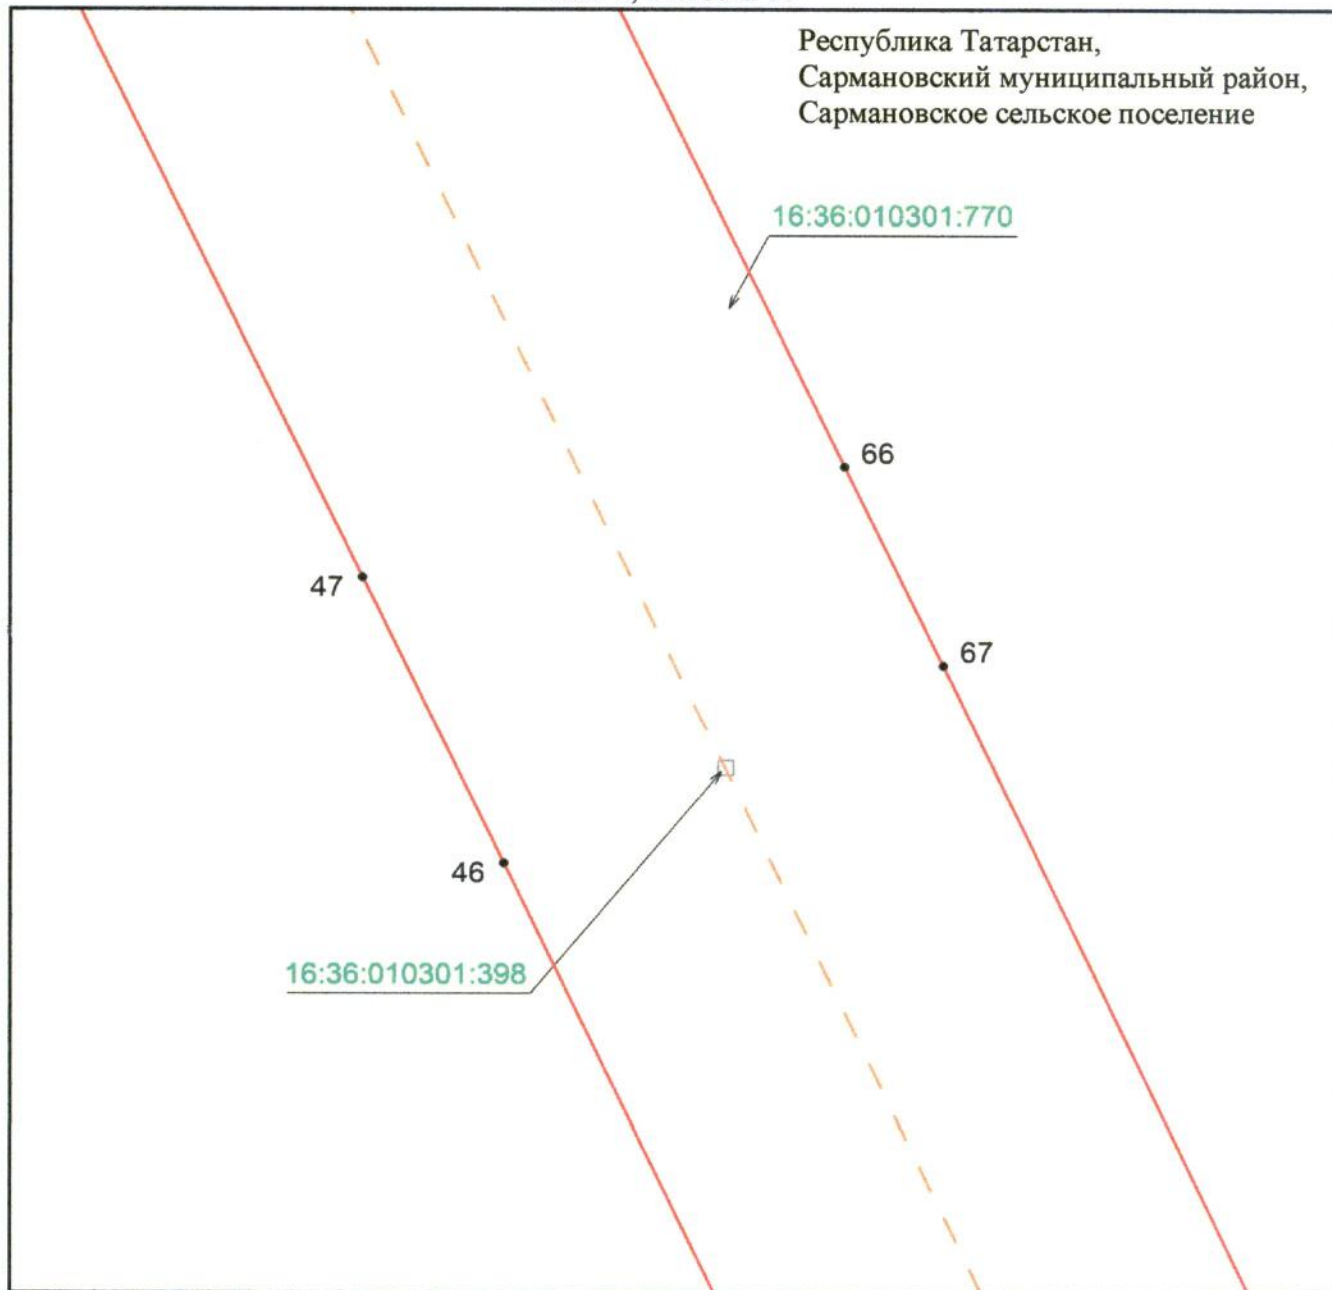 Республика Татарстан,
Сармановский муниципальный район,
Сармановское сельское поселение
16:36:010301:770
66
47
67
46
16:36:010301:398